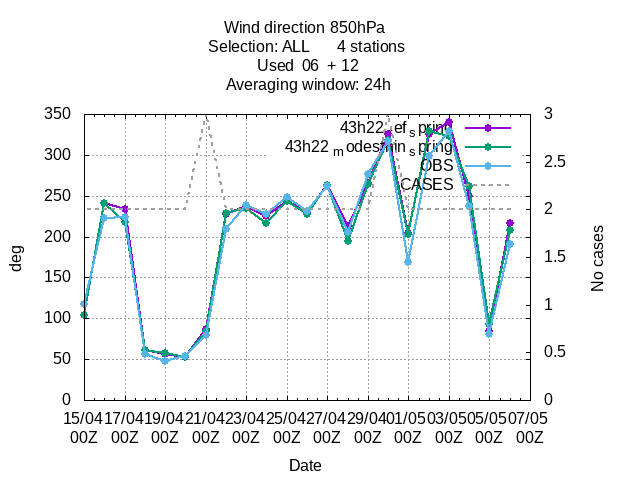 Wind direction 850hPa
Selection: ALL 4 stations
Used 06 + 12
Averaging window: 24h
350 3
43h22_ref_spring
43h22_modestrin_spring
OBS
CASES
300
250 2.5
200 2
150 1.5
100 1
50 0.5
0 0
deg
No cases
15/04 17/04 19/04 21/04 23/04 25/04 27/04 29/04 01/05 03/05 05/05 07/05
00Z 00Z 00Z 00Z 00Z 00Z 00Z 00Z 00Z 00Z 00Z 00Z
Date